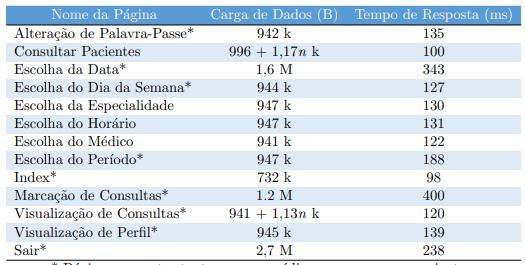 Nome da Página Carga de Dados (B) Tempo de Resposta (ms)
Alteração de Palavra-Passe* 942 k 135
Consultar Pacientes 996 + 1,17n k 100
Escolha da Data* 1,6 M 343
Escolha do Dia da Semana* 944 k 127
Escolha da Especialidade 947 k 130
Escolha do Horário 947 k 131
Escolha do Médico 941 k 122
Escolha do Período* 947 k 188
Index* 732 k 98
Marcação de Consultas* 1.2 M 400
Visualização de Consultas* 941 + 1,13n k 120
Visualização de Perfil* 945 k 139
Sair* 2,7 M 238